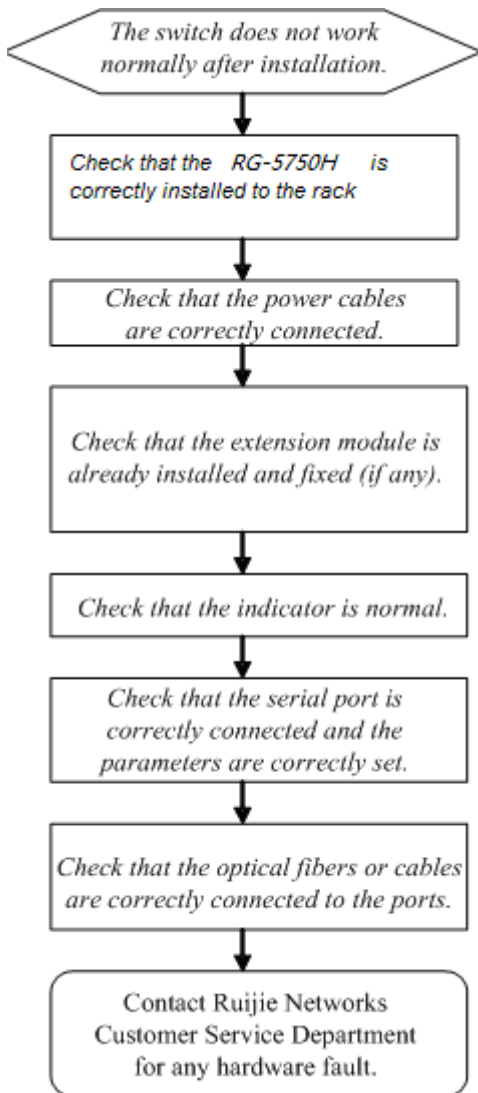 The switch does not work
normally after installation.
Check that the RG-5750H is
correctly installed to the rack
Check that the power cables
are correctly connected.
Check that the extension module is
already installed and fixed (if any).
Check that the indicator is normal.
Check that the serial port is
correctly connected and the
parameters are correctly set.
Check that the optical fibers or cables
are correctly connected to the ports.
Contact Ruijie Networks
Customer Service Department
for any hardware fault.